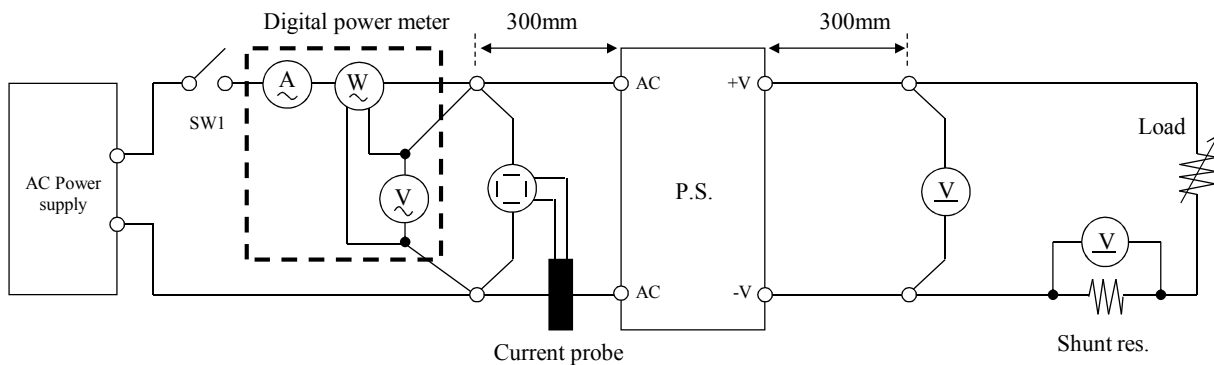 Digital power meter
300mm
300mm
SW1
A
W
V
AC
AC
AC Power
supply
P.S.
+V
-V
V
Load
V
Shunt res.
Current probe